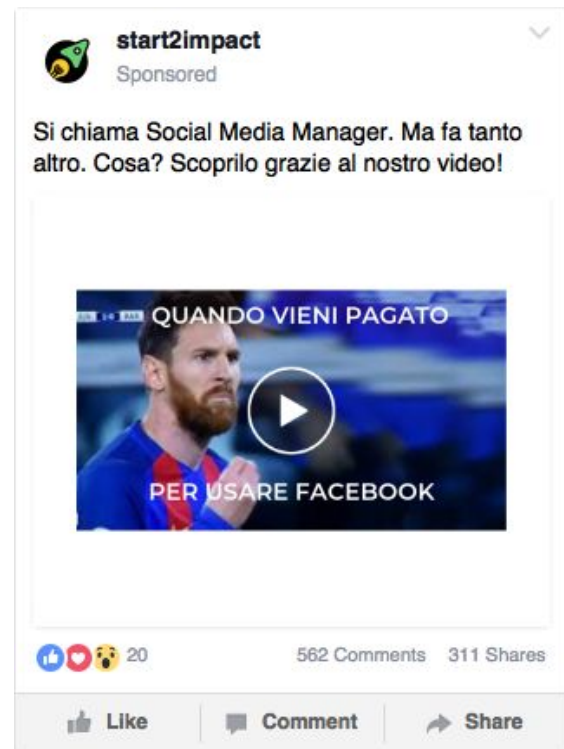 start2impact
Sponsored
Si chiama Social Media Manager. Ma fa tanto
altro. Cosa? Scoprilo grazie al nostro video!
QUANDO VIENI PAGATO
PER USARE FACEBOOK
20
562 Comments 311 Shares
Like Comment Share